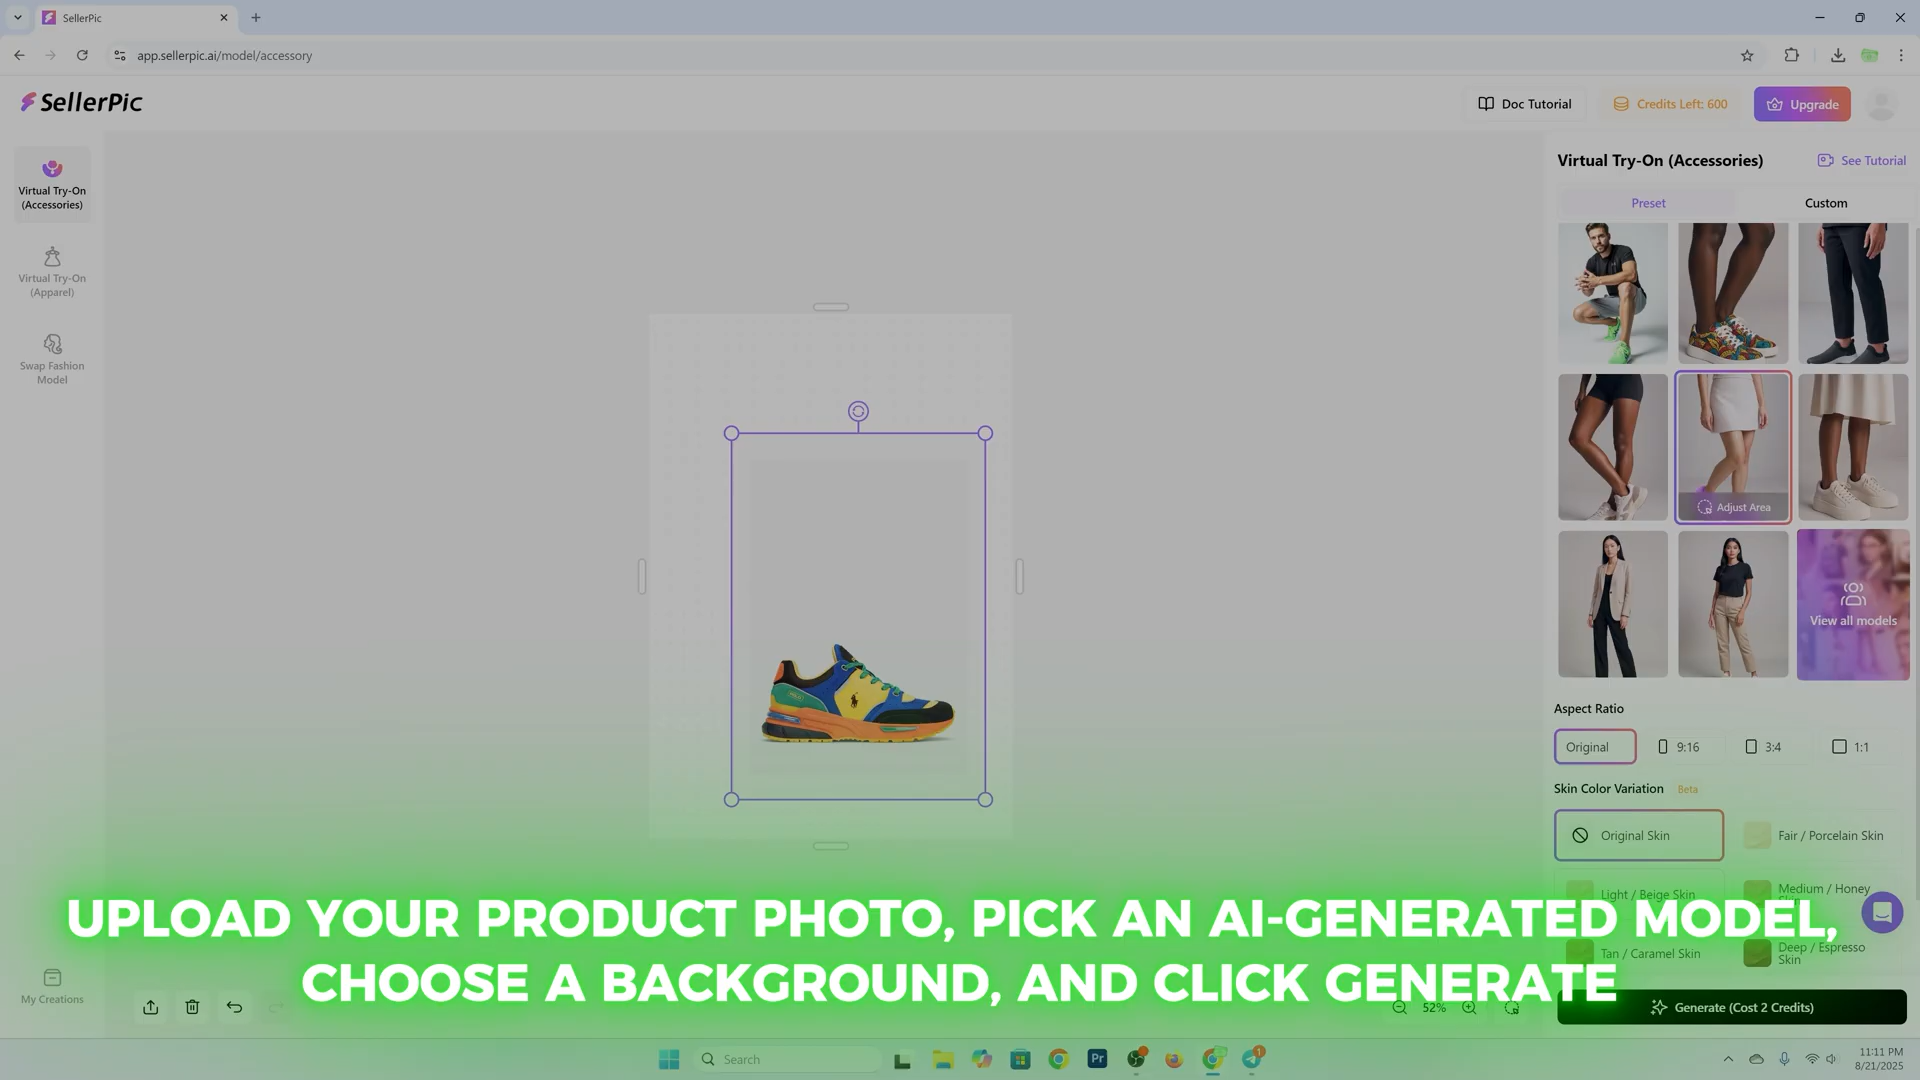 SellerPic
app.sellerpic.ai/model/accessory
SellerPic
Doc Tutorial
Credits Left: 600
Upgrade
Virtual Try-On
(Accessories)
Virtual Try-On
(Apparel)
Swap Fashion
Model
My Creations
Virtual Try-On (Accessories)
See Tutorial
Preset
Custom
Adjust Area
View all models
Aspect Ratio
Original
9:16
3:4
1:1
Skin Color Variation
Beta
Original Skin
Fair / Porcelain Skin
Light / Beige Skin
Medium / Honey
Tan / Caramel Skin
Deep / Espresso
Skin
UPLOAD YOUR PRODUCT PHOTO, PICK AN AI-GENERATED MODEL,
CHOOSE A BACKGROUND, AND CLICK GENERATE
52%
Generate (Cost 2 Credits)
Search
Pr
1
11:11 PM
8/21/2025